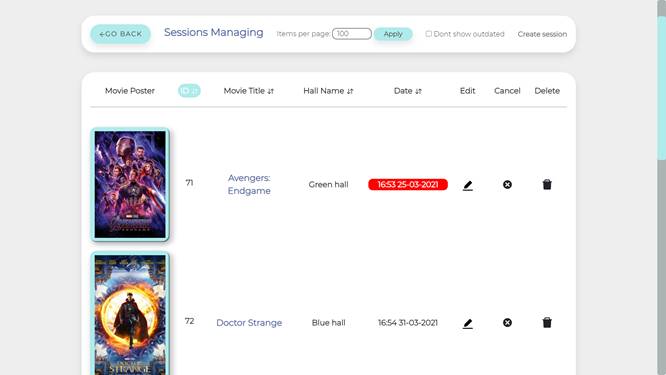 ←GO BACK
Sessions Managing
Items per page: 100
Apply
Dont show outdated
Create session
Movie Poster
ID ↓↑
Movie Title ↓↑
Hall Name ↓↑
Date ↓↑
Edit
Cancel
Delete
71
Avengers:
Endgame
Green hall
16:53 25-03-2021
72
Doctor Strange
Blue hall
16:54 31-03-2021
STRANGE